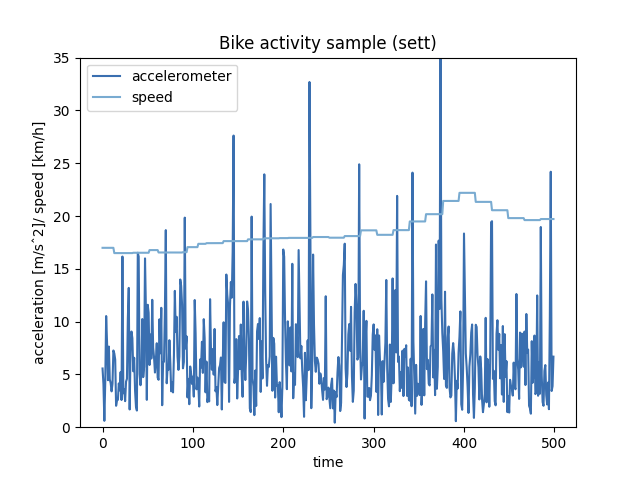 Bike activity sample (sett)
accelerometer
speed
acceleration [m/s^2]/ speed [km/h]
35
30
25
20
15
10
5
0
0 100 200 300 400 500
time